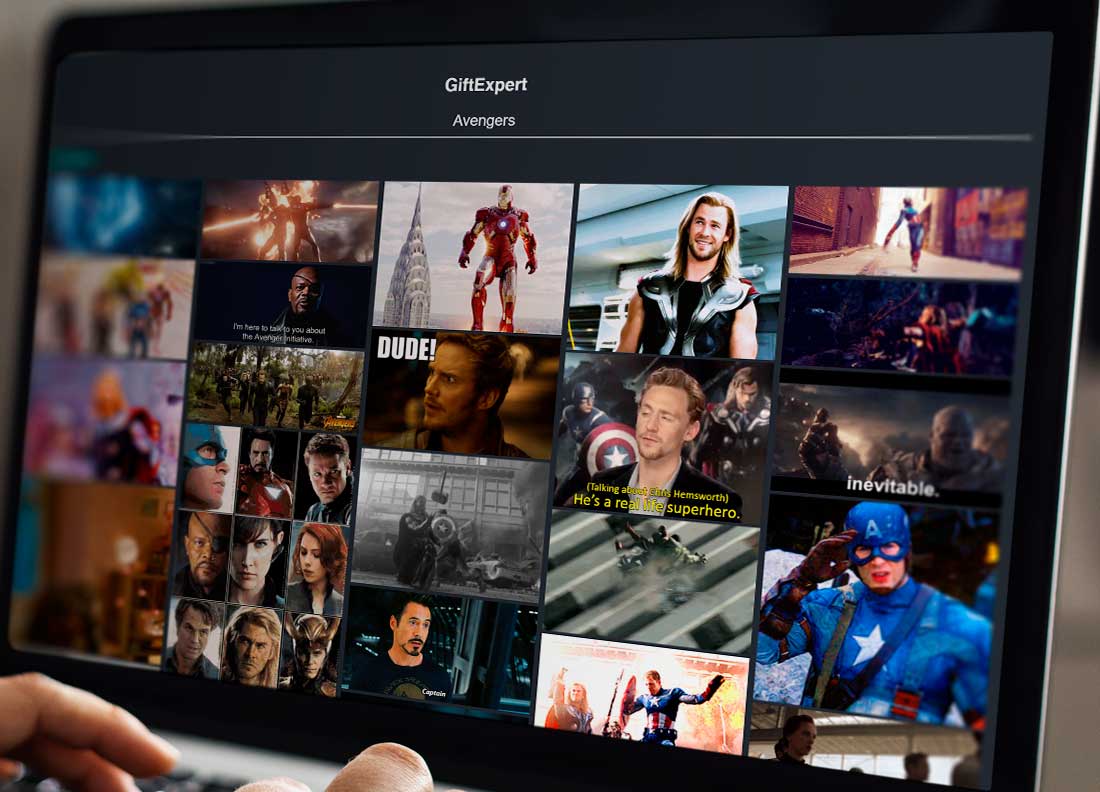 GiftExpert
Avengers
I'm here to talk to you about
the Avenger Initiative.
AVENGERS
DUDE!
(Talking about Chris Hemsworth)
He's a real life superhero.
inevitable.
A
Captain